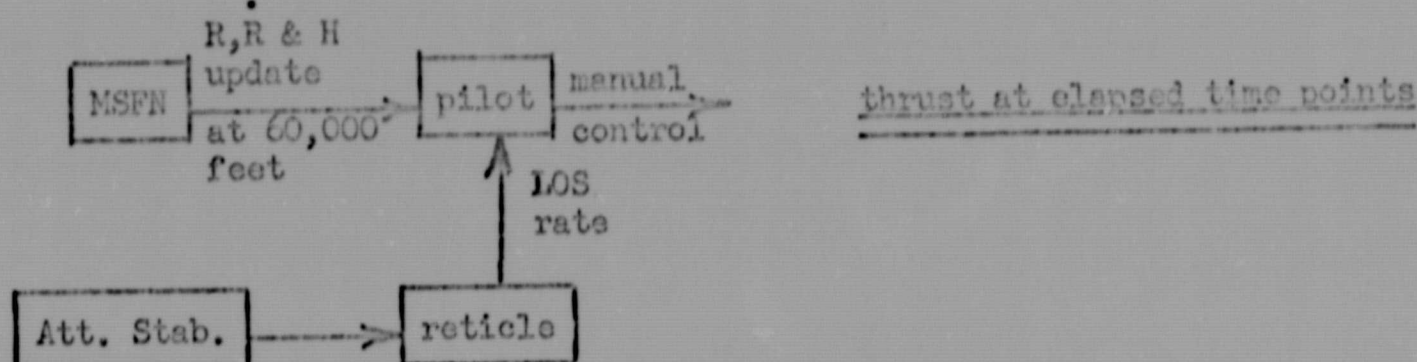 R,Ṙ & H
update
at 60,000
feet
MSFN
pilot
manual
control
thrust at elapsed time points
LOS
rate
Att. Stab.
reticle